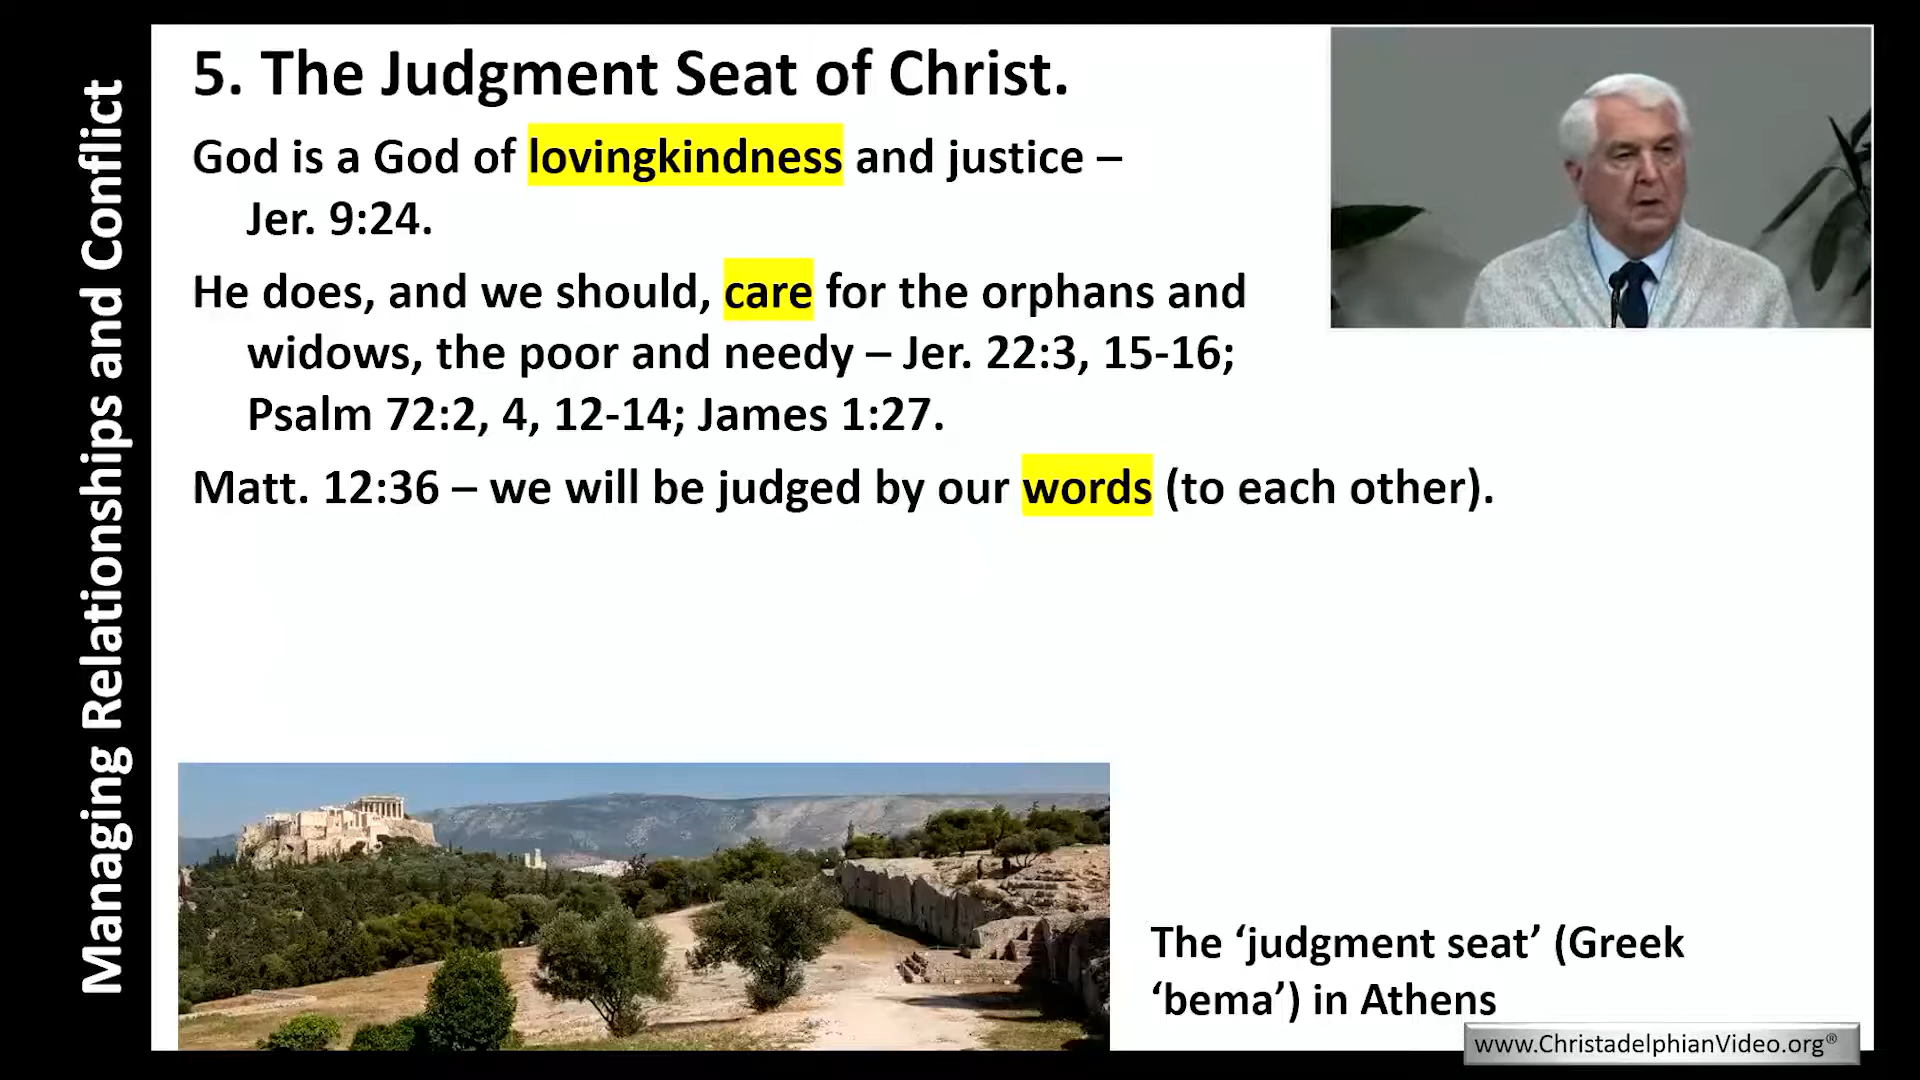 Managing Relationships and Conflict
5. The Judgment Seat of Christ.
God is a God of lovingkindness and justice –
Jer. 9:24.
He does, and we should, care for the orphans and
widows, the poor and needy – Jer. 22:3, 15-16;
Psalm 72:2, 4, 12-14; James 1:27.
Matt. 12:36 – we will be judged by our words (to each other).
The ‘judgment seat’ (Greek
‘bema’) in Athens
www.ChristadelphianVideo.org®